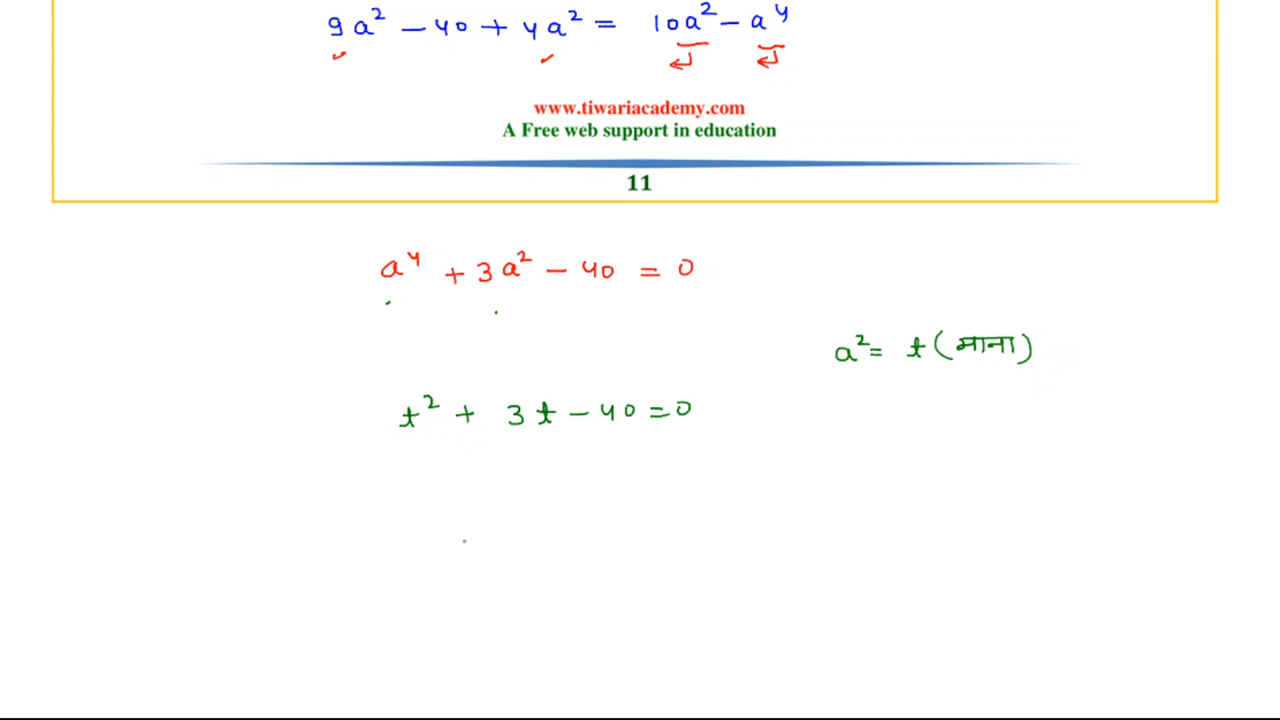 9a² - 40 + 4a² = 10a² - a⁴
www.tiwariacademy.com
A Free web support in education
11
a⁴ + 3a² - 40 = 0
a² = t (माना)
t² + 3t - 40 = 0